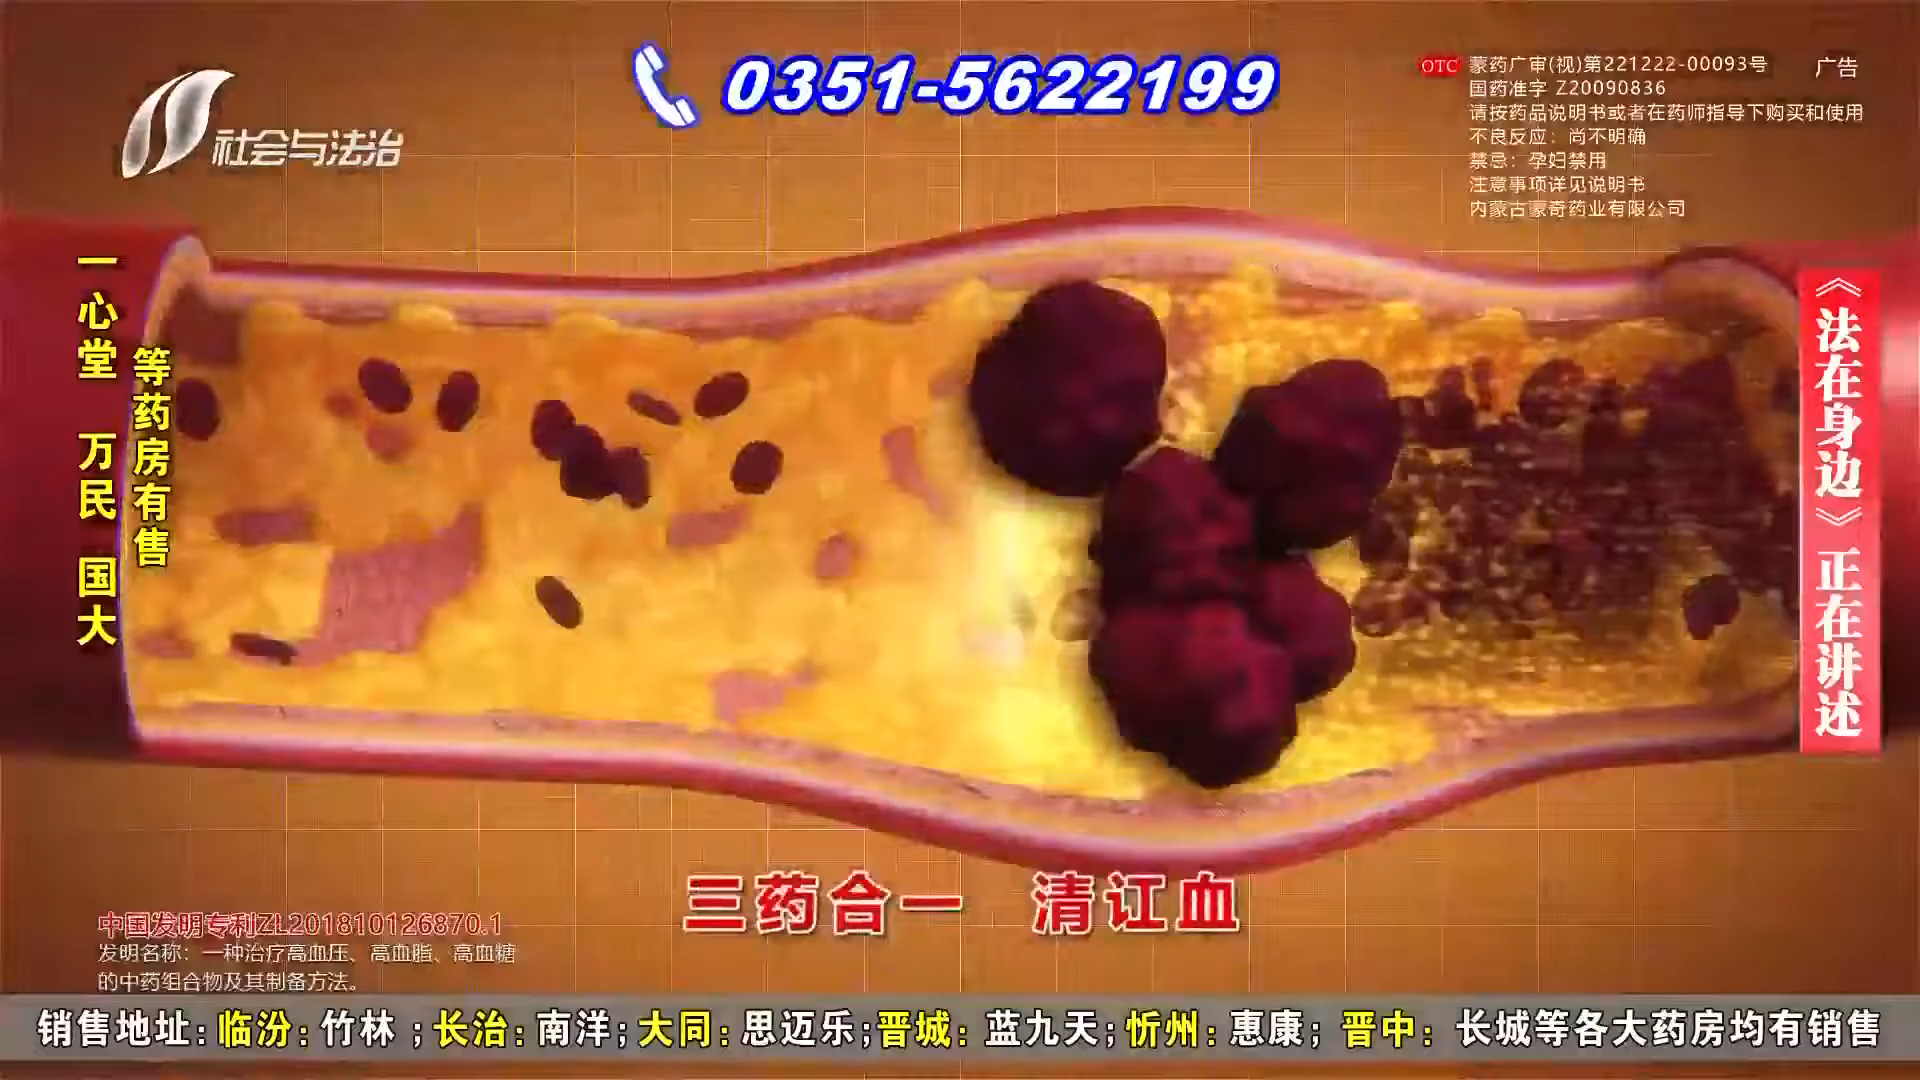 社会与法治
0351-5622199
OTC 蒙药广审(视)第221222-00093号
广告
国药准字 Z20090836
请按药品说明书或者在药师指导下购买和使用
不良反应：尚不明确
禁忌：孕妇禁用
注意事项详见说明书
内蒙古蒙奇药业有限公司
一心堂 万民 国大
等药房有售
《法在身边》正在讲述
三药合一 清讧血
中国发明专利ZL201810126870.1
发明名称：一种治疗高血压、高血脂、高血糖
的中药组合物及其制备方法。
销售地址：临汾：竹林；长治：南洋；大同：思迈乐；晋城：蓝九天；忻州：惠康；晋中：长城等各大药房均有销售